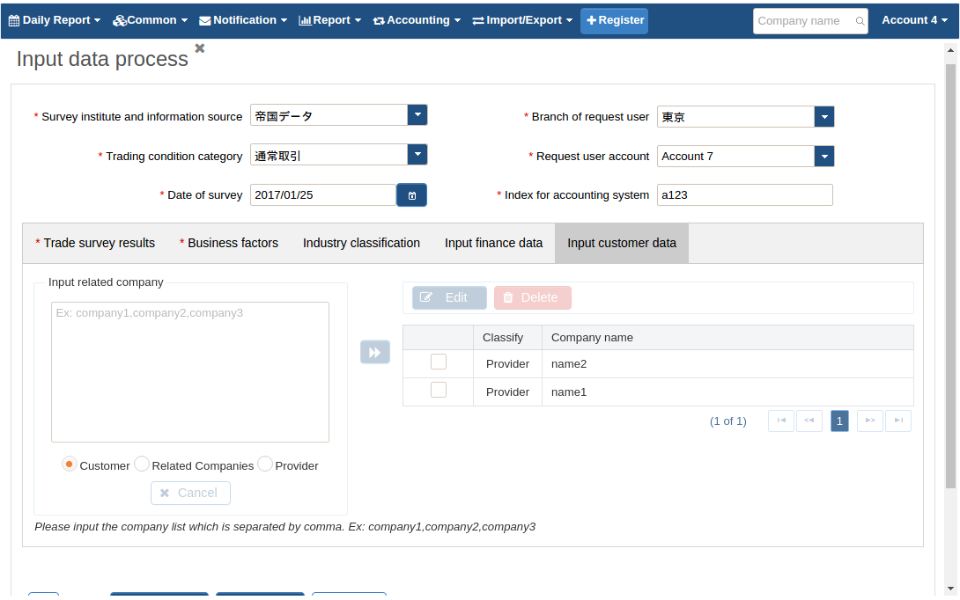 Daily Report Common Notification Report Accounting Import/Export Register Company name Account 4
Input data process
* Survey institute and information source 帝国データ * Branch of request user 東京
* Trading condition category 通常取引 * Request user account Account 7
* Date of survey 2017/01/25 * Index for accounting system a123
* Trade survey results * Business factors Industry classification Input finance data Input customer data
Input related company
Ex: company1,company2,company3
Edit Delete
Classify Company name
Provider name2
Provider name1
(1 of 1) 1
Customer Related Companies Provider
Cancel
Please input the company list which is separated by comma. Ex: company1,company2,company3